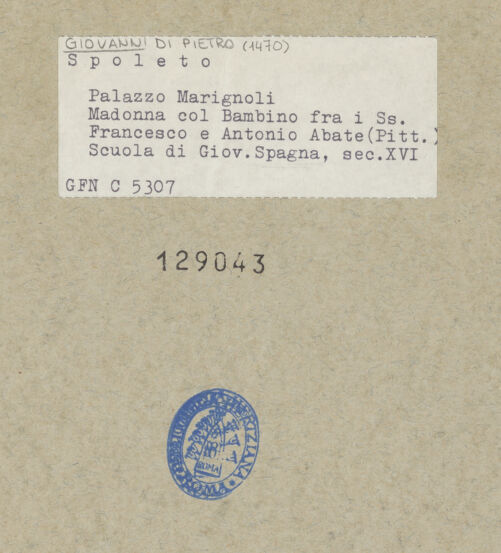 GIOVANNI DI PIETRO (1470)
Spoleto
Palazzo Marignoli
Madonna col Bambino fra i Ss.
Francesco e Antonio Abate(Pitt.)
Scuola di Giov.Spagna, sec.XVI
GFN C 5307
129043
ROMA